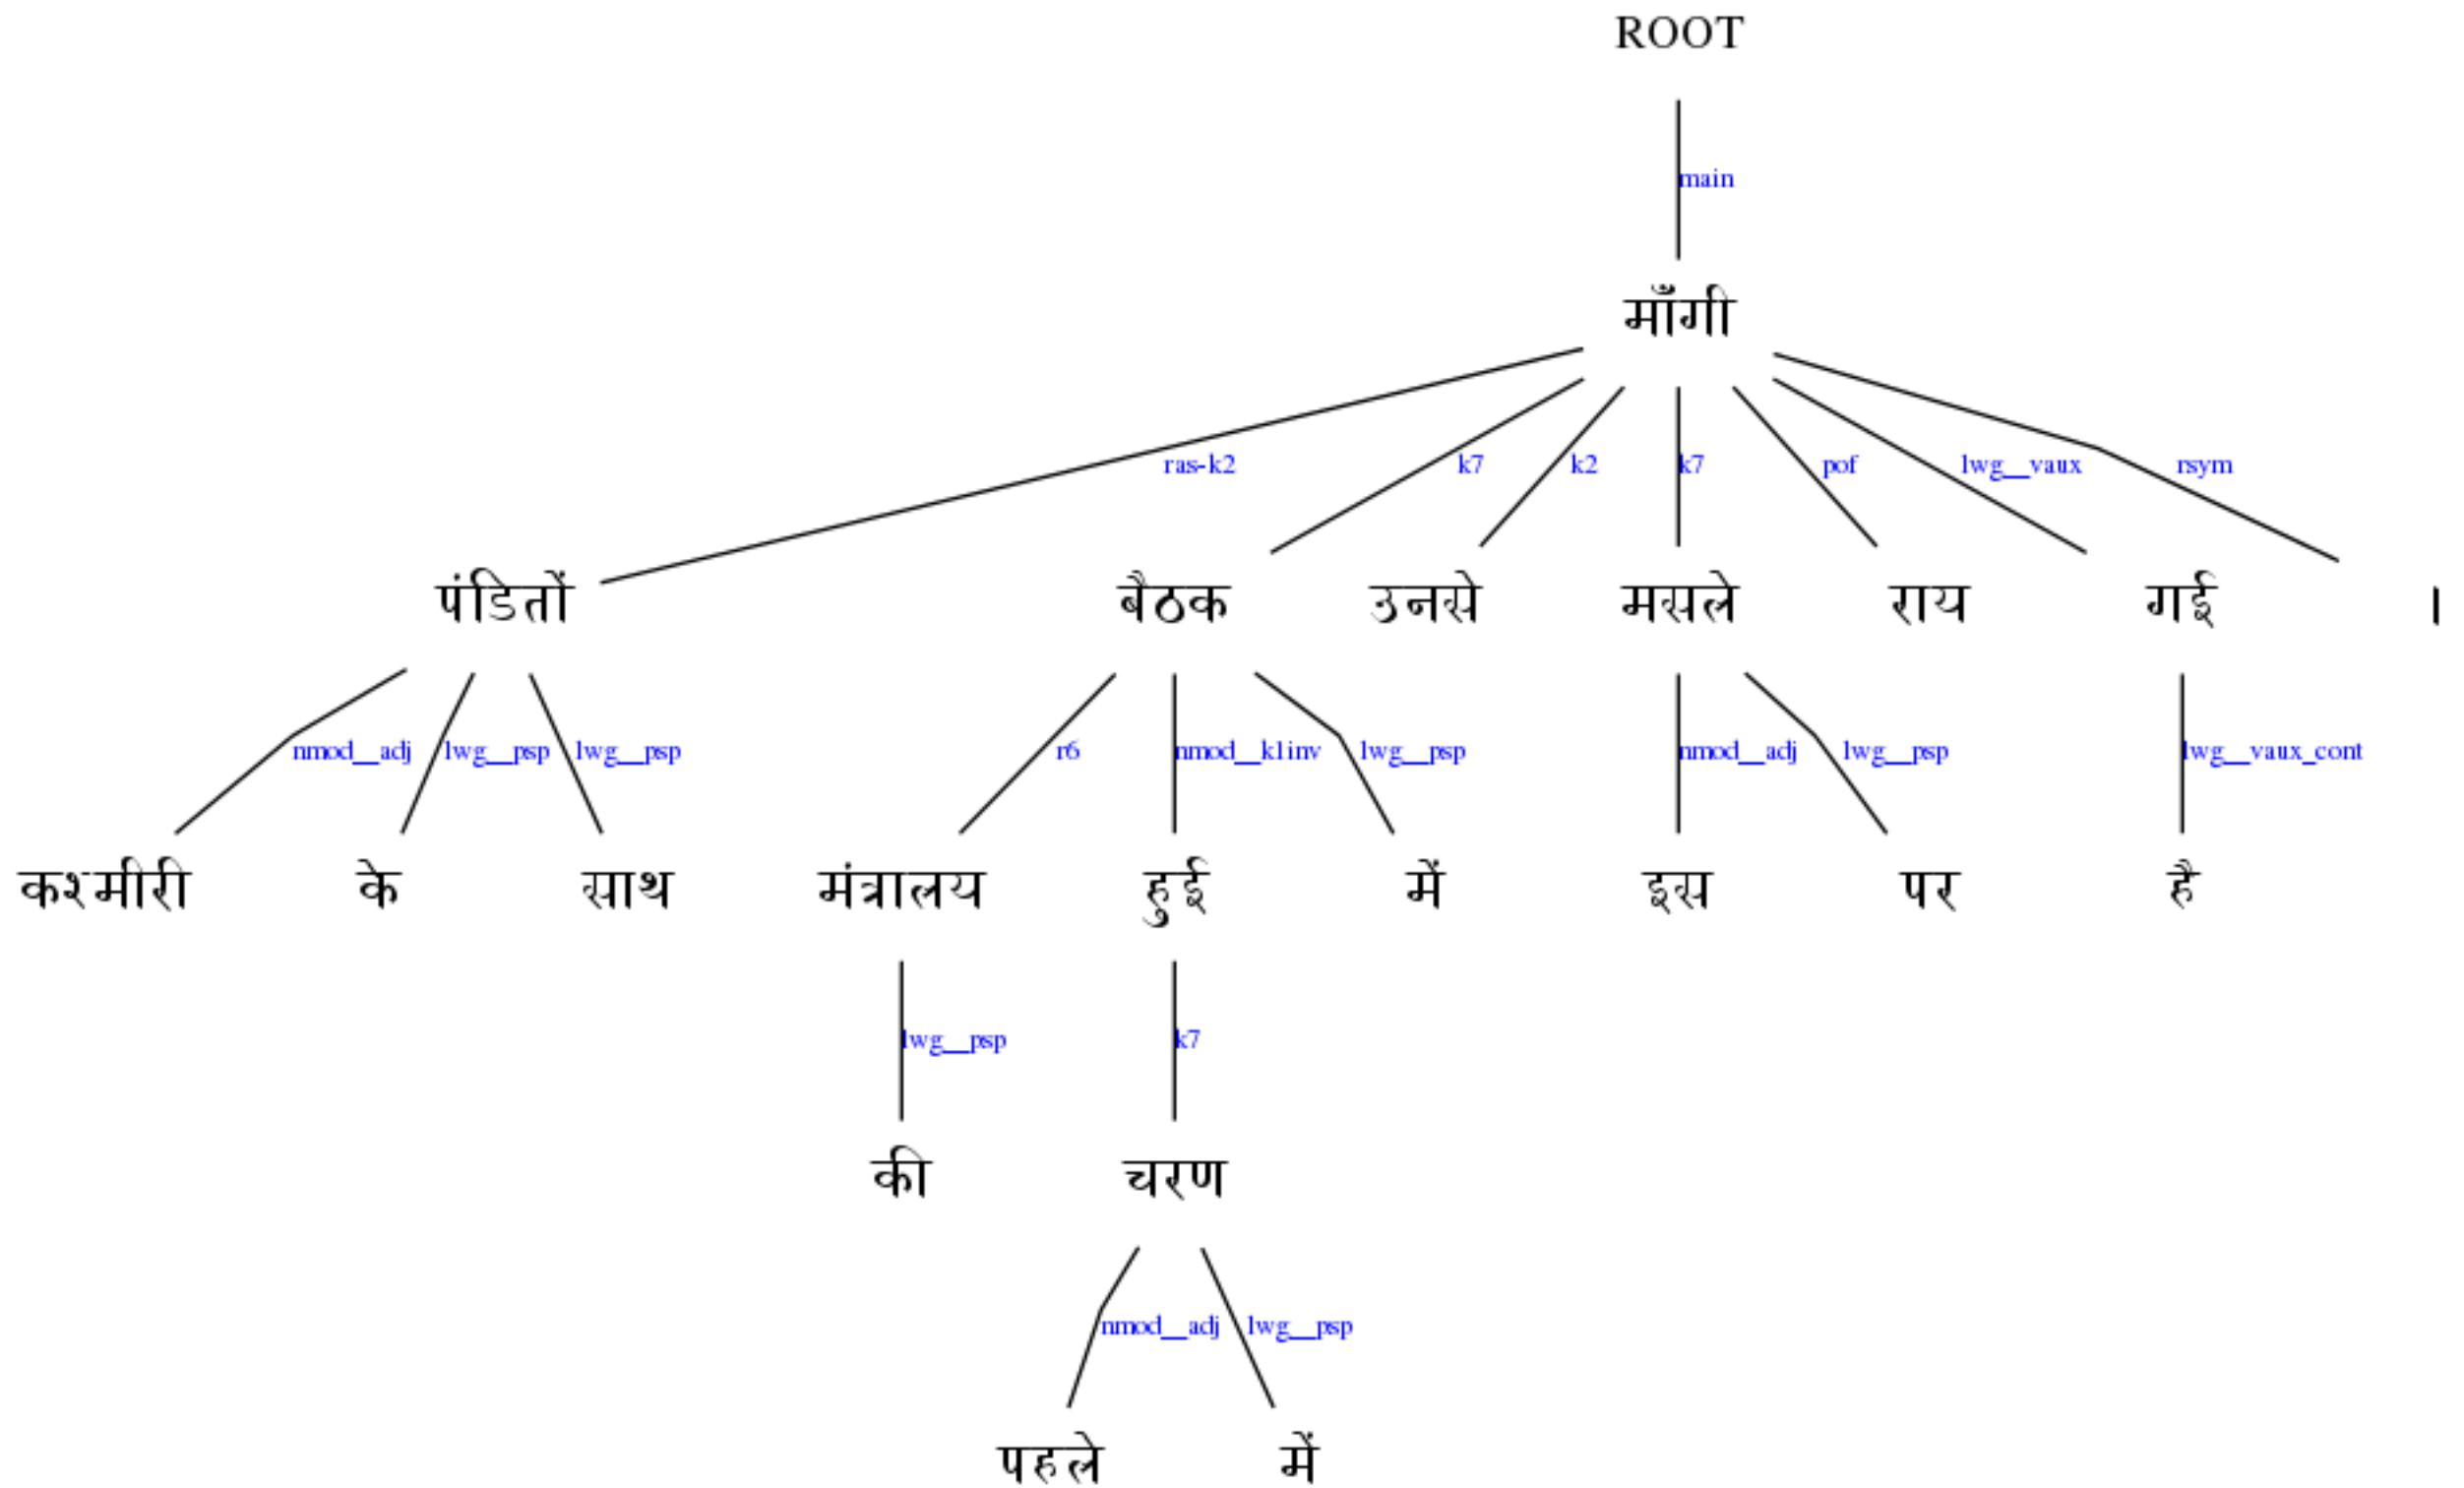 ROOT
main
माँगी
ras-k2 k7 k2 k7 pof lwg__vaux rsym
पंडितों बैठक उनसे मसले राय गई ।
nmod__adj lwg__psp lwg__psp r6 nmod__k1inv lwg__psp nmod__adj lwg__psp lwg__vaux_cont
कश्मीरी के साथ मंत्रालय हुई में इस पर है
lwg__psp k7
की चरण
nmod__adj lwg__psp
पहले में